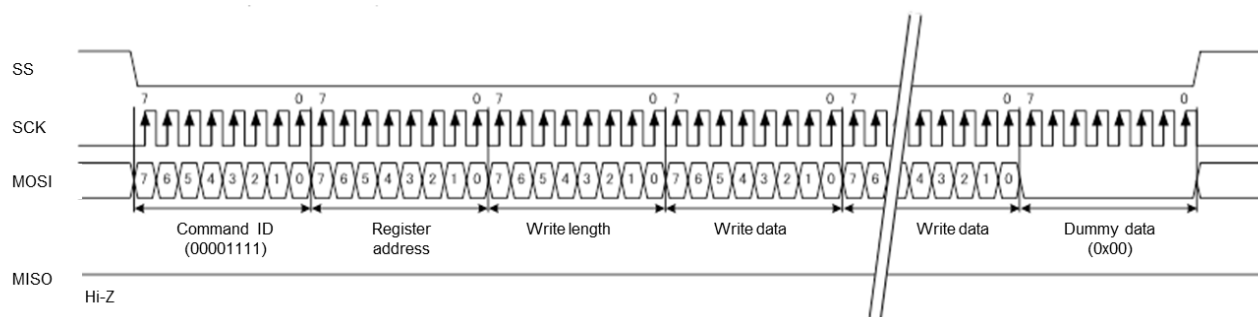 SS
7 0 7 0 7 0 7 0 7 0 7 0
SCK
MOSI 7 6 5 4 3 2 1 0 7 6 5 4 3 2 1 0 7 6 5 4 3 2 1 0 7 6 5 4 3 2 1 0 7 6 4 3 2 1 0
Command ID Register Write length Write data Write data Dummy data
(00001111) address (0x00)
MISO
Hi-Z